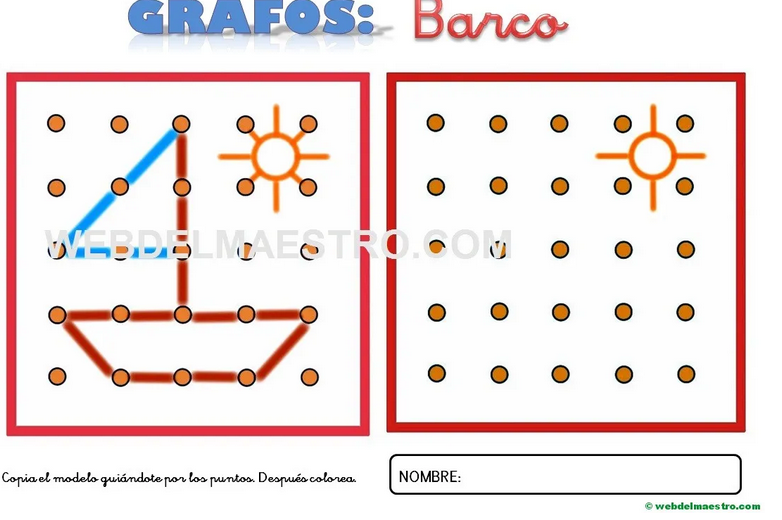 GRAFOS: Barco
WEBDELMAESTRO.COM
Copia el modelo guiándote por los puntos. Después colorea.
NOMBRE:
© webdelmaestro.com